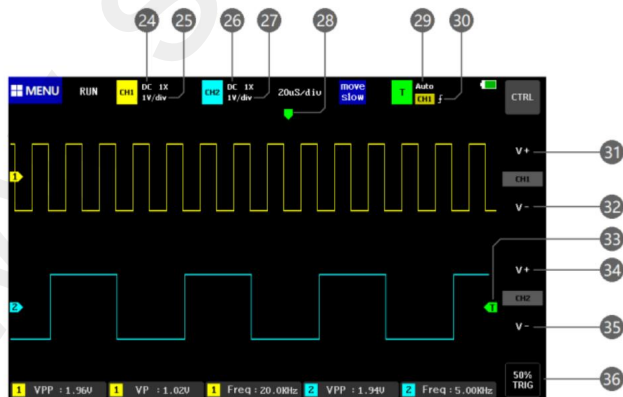 24 25 26 27 28 29 30
MENU RUN CH1 DC 1X 1V/div CH2 DC 1X 1V/div 20uS/div move slow T Auto CH1 CTRL
V+ 31
CH1
1
V- 32
33
V+ 34
CH2
2 T
V- 35
50% TRIG 36
1 VPP :1.96V 1 VP :1.02V 1 Freq:20.0KHz 2 VPP :1.94V 2 Freq:5.00KHz